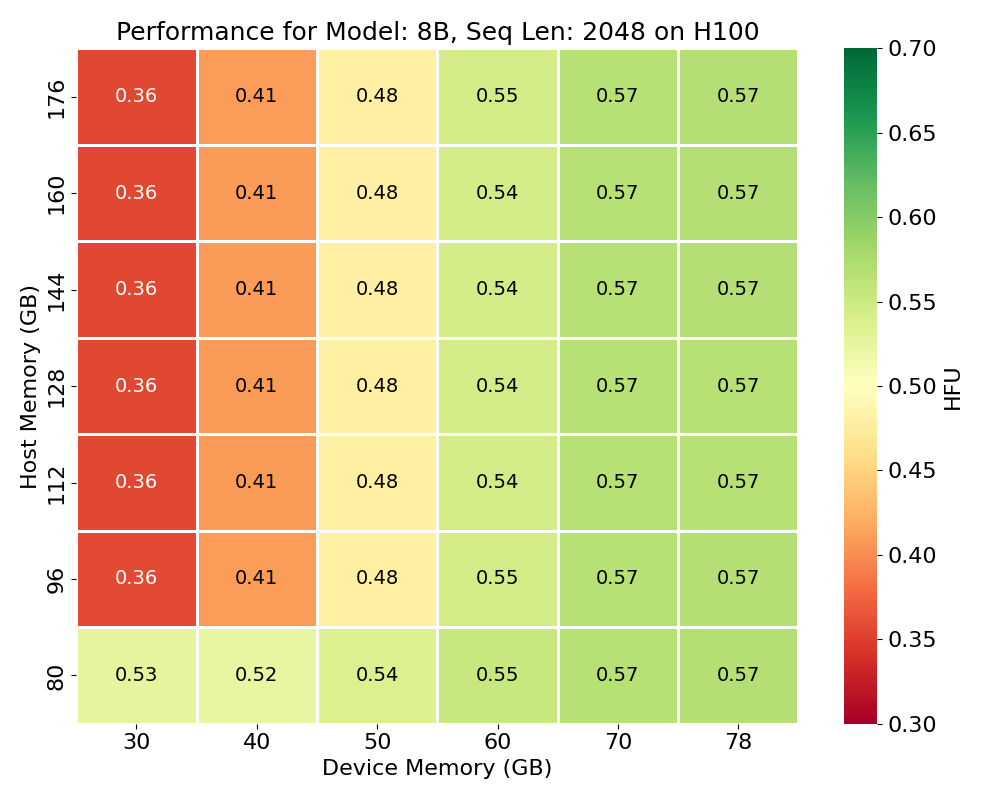 Performance for Model: 8B, Seq Len: 2048 on H100
Host Memory (GB)
176 0.36 0.41 0.48 0.55 0.57 0.57
160 0.36 0.41 0.48 0.54 0.57 0.57
144 0.36 0.41 0.48 0.54 0.57 0.57
128 0.36 0.41 0.48 0.54 0.57 0.57
112 0.36 0.41 0.48 0.54 0.57 0.57
96 0.36 0.41 0.48 0.55 0.57 0.57
80 0.53 0.52 0.54 0.55 0.57 0.57
30 40 50 60 70 78
Device Memory (GB)
0.70
0.65
0.60
0.55
0.50
0.45
0.40
0.35
0.30
HFU